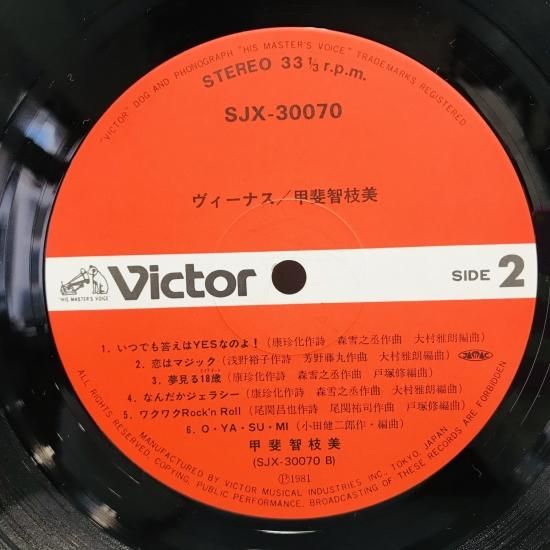 "VICTOR" DOG AND PHONOGRAPH "HIS MASTER'S VOICE" TRADEMARKS REGISTERED
STEREO 33 1/3 r.p.m.
SJX-30070
ヴィーナス／甲斐智枝美
"HIS MASTER'S VOICE"
Victor
SIDE 2
1. いつでも答えはYESなのよ！（康珍化作詩　森雪之丞作曲　大村雅朗編曲）
2. 恋はマジック（浅野裕子作詩　芳野藤丸作曲　大村雅朗編曲）
JASRAC
3. 夢見る18歳（康珍化作詩　森雪之丞作曲　戸塚修編曲）
4. なんだかジェラシー（康珍化作詩　森雪之丞作曲　大村雅朗編曲）
5. ワクワクRock'n Roll（尾関昌也作詩　尾関祐司作曲　戸塚修編曲）
6. O・YA・SU・MI（小田健二郎作・編曲）
甲斐智枝美
(SJX-30070 B)
Ⓟ1981
ALL RIGHTS RESERVED. COPYING, PUBLIC PERFORMANCE, BROADCASTING OF THESE RECORDS ARE FORBIDDEN
MANUFACTURED BY VICTOR MUSICAL INDUSTRIES INC., TOKYO, JAPAN